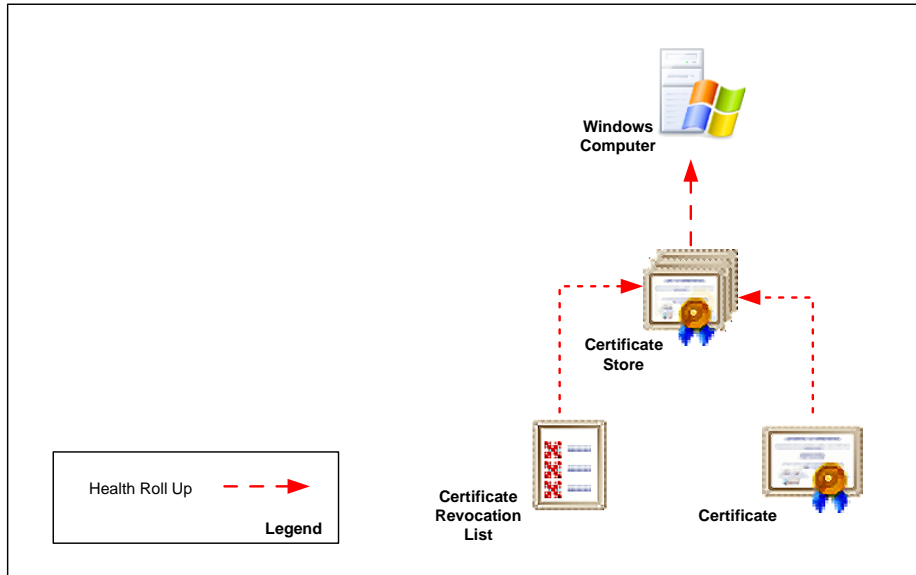 Windows
Computer
Certificate
Store
Certificate
Revocation
List
Certificate
Health Roll Up
Legend